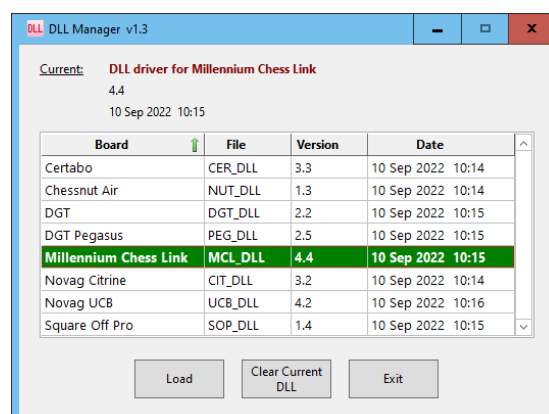 DLL DLL Manager v1.3
Current: DLL driver for Millennium Chess Link
4.4
10 Sep 2022 10:15
Board File Version Date
Certabo CER_DLL 3.3 10 Sep 2022 10:14
Chessnut Air NUT_DLL 1.3 10 Sep 2022 10:14
DGT DGT_DLL 2.2 10 Sep 2022 10:15
DGT Pegasus PEG_DLL 2.5 10 Sep 2022 10:15
Millennium Chess Link MCL_DLL 4.4 10 Sep 2022 10:15
Novag Citrine CIT_DLL 3.2 10 Sep 2022 10:14
Novag UCB UCB_DLL 4.2 10 Sep 2022 10:16
Square Off Pro SOP_DLL 1.4 10 Sep 2022 10:15
Load
Clear Current
DLL
Exit